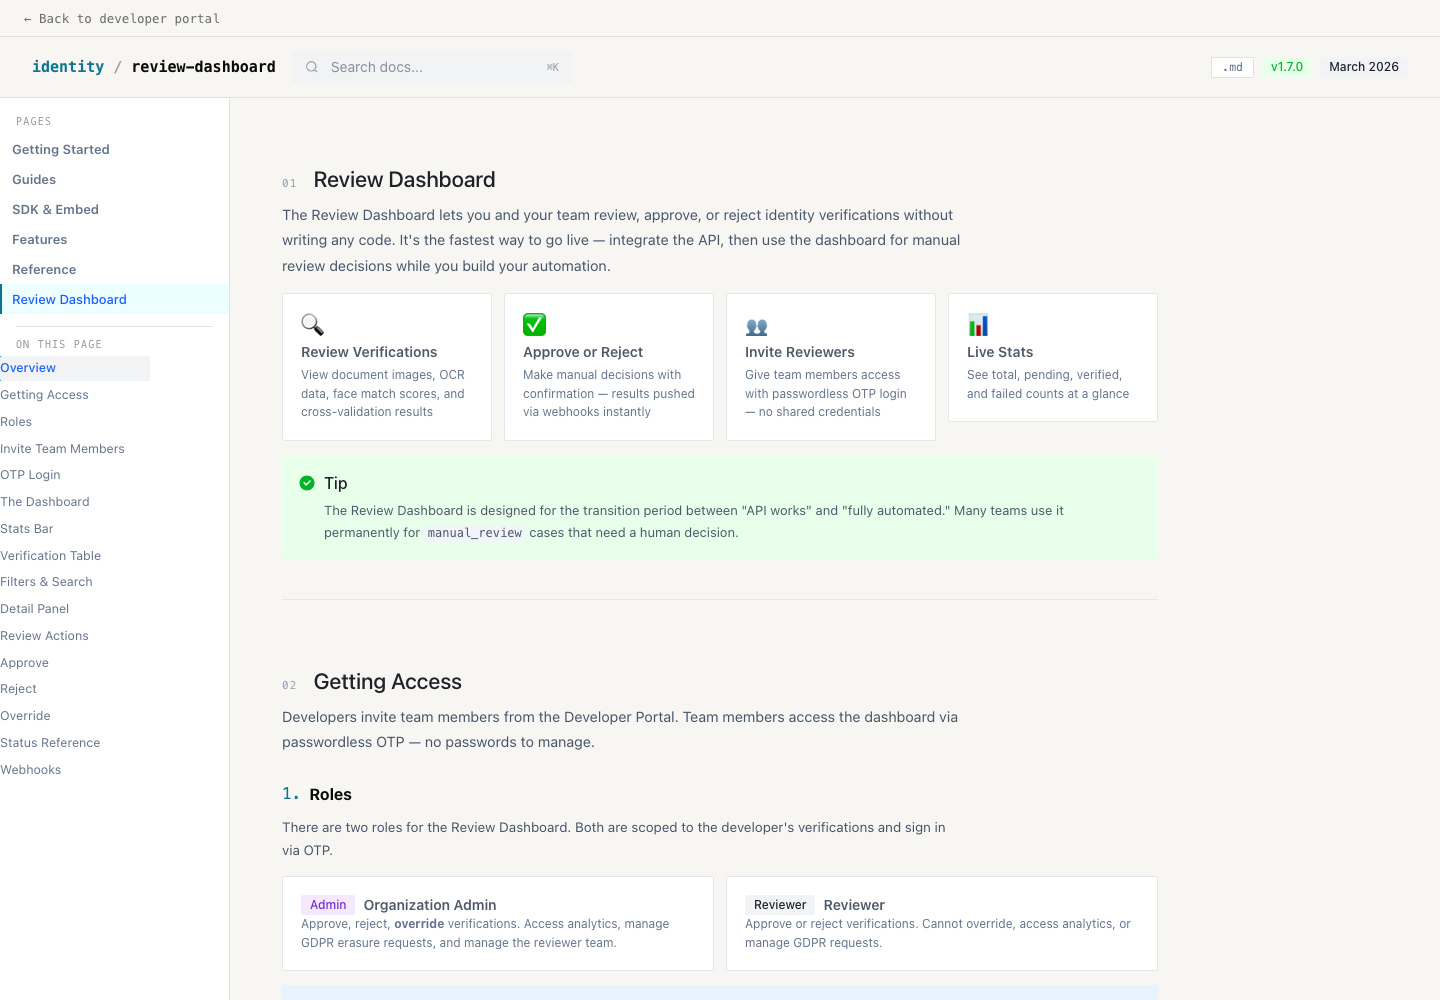 ← Back to developer portal
identity / review-dashboard
Search docs...
⌘K
.md
v1.7.0
March 2026
PAGES
Getting Started
Guides
SDK & Embed
Features
Reference
Review Dashboard
ON THIS PAGE
Overview
Getting Access
Roles
Invite Team Members
OTP Login
The Dashboard
Stats Bar
Verification Table
Filters & Search
Detail Panel
Review Actions
Approve
Reject
Override
Status Reference
Webhooks
01 Review Dashboard
The Review Dashboard lets you and your team review, approve, or reject identity verifications without
writing any code. It's the fastest way to go live — integrate the API, then use the dashboard for manual
review decisions while you build your automation.
Review Verifications
View document images, OCR
data, face match scores, and
cross-validation results
Approve or Reject
Make manual decisions with
confirmation — results pushed
via webhooks instantly
Invite Reviewers
Give team members access
with passwordless OTP login
— no shared credentials
Live Stats
See total, pending, verified,
and failed counts at a glance
Tip
The Review Dashboard is designed for the transition period between "API works" and "fully automated." Many teams use it
permanently for manual_review cases that need a human decision.
02 Getting Access
Developers invite team members from the Developer Portal. Team members access the dashboard via
passwordless OTP — no passwords to manage.
1. Roles
There are two roles for the Review Dashboard. Both are scoped to the developer's verifications and sign in
via OTP.
Admin Organization Admin
Approve, reject, override verifications. Access analytics, manage
GDPR erasure requests, and manage the reviewer team.
Reviewer Reviewer
Approve or reject verifications. Cannot override, access analytics, or
manage GDPR requests.